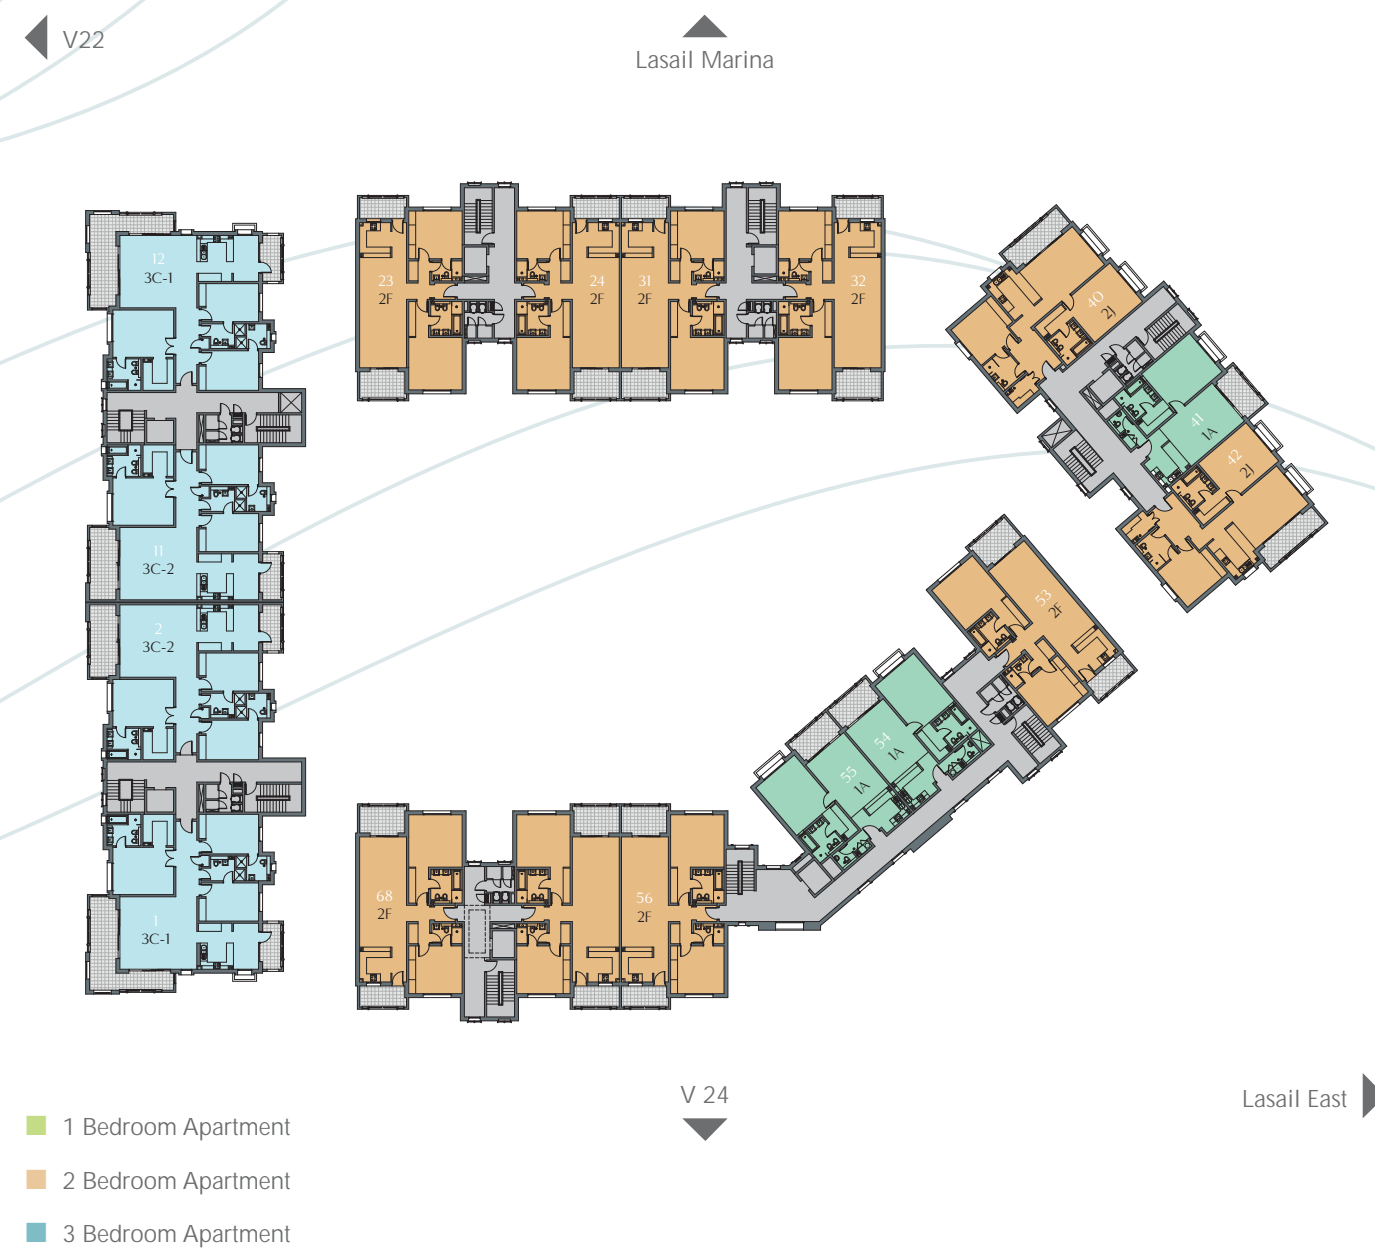 V22
Lasail Marina
12
3C-1
23
2F
24
2F
31
2F
32
2F
40
2J
41
1A
42
2J
11
3C-2
2
3C-2
53
2F
54
1A
55
1A
1
3C-1
68
2F
56
2F
V 24
Lasail East
1 Bedroom Apartment
2 Bedroom Apartment
3 Bedroom Apartment